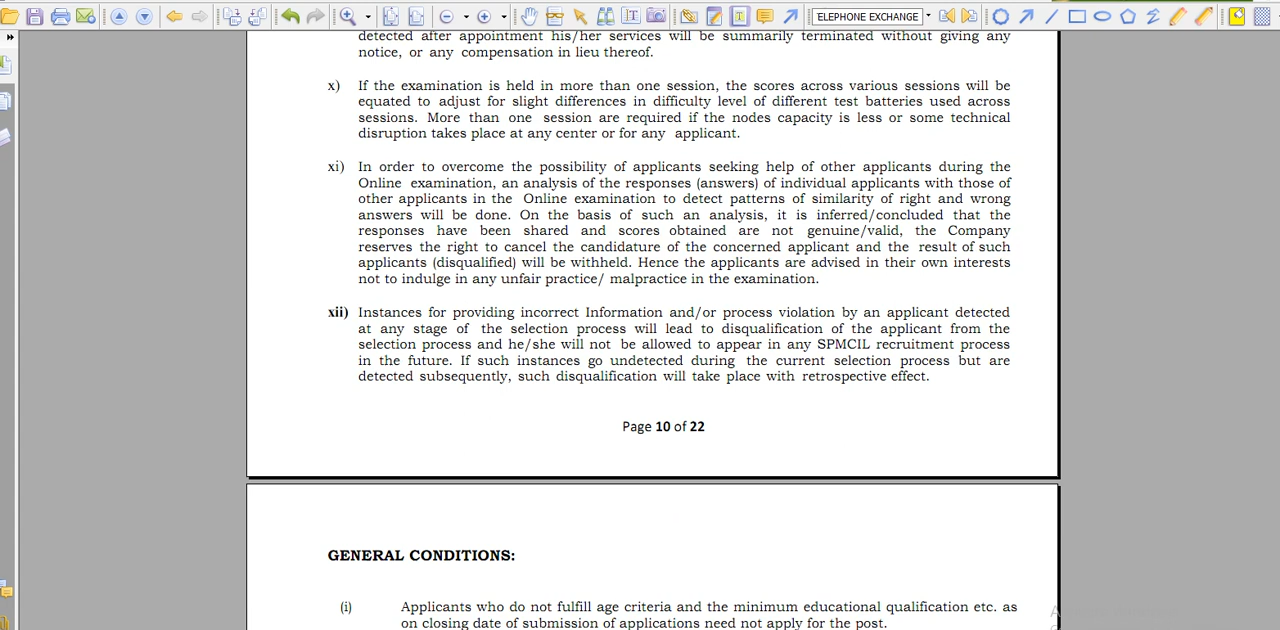 ELEPHONE EXCHANGE
detected after appointment his/her services will be summarily terminated without giving any
notice, or any compensation in lieu thereof.
x) If the examination is held in more than one session, the scores across various sessions will be
equated to adjust for slight differences in difficulty level of different test batteries used across
sessions. More than one session are required if the nodes capacity is less or some technical
disruption takes place at any center or for any applicant.
xi) In order to overcome the possibility of applicants seeking help of other applicants during the
Online examination, an analysis of the responses (answers) of individual applicants with those of
other applicants in the Online examination to detect patterns of similarity of right and wrong
answers will be done. On the basis of such an analysis, it is inferred/concluded that the
responses have been shared and scores obtained are not genuine/valid, the Company
reserves the right to cancel the candidature of the concerned applicant and the result of such
applicants (disqualified) will be withheld. Hence the applicants are advised in their own interests
not to indulge in any unfair practice/ malpractice in the examination.
xii) Instances for providing incorrect Information and/or process violation by an applicant detected
at any stage of the selection process will lead to disqualification of the applicant from the
selection process and he/she will not be allowed to appear in any SPMCIL recruitment process
in the future. If such instances go undetected during the current selection process but are
detected subsequently, such disqualification will take place with retrospective effect.
Page 10 of 22
GENERAL CONDITIONS:
(i) Applicants who do not fulfill age criteria and the minimum educational qualification etc. as
on closing date of submission of applications need not apply for the post.